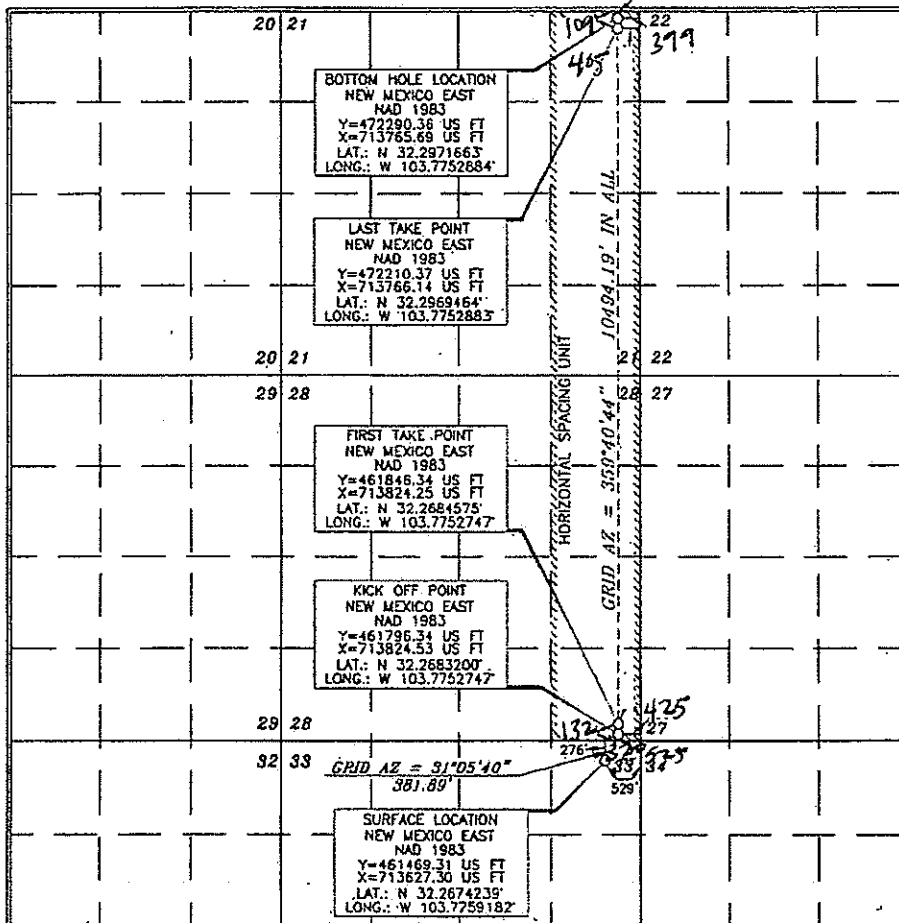 20 21
22
109
399
405
BOTTOM HOLE LOCATION
NEW MEXICO EAST
NAD 1983
Y=472290.36 US FT
X=713765.69 US FT
LAT.: N 32.2971663°
LONG.: W 103.7752884°
LAST TAKE POINT
NEW MEXICO EAST
NAD 1983
Y=472210.37 US FT
X=713766.14 US FT
LAT.: N 32.2969464°
LONG.: W 103.7752883°
HORIZONTAL SPACING UNIT
10494.19' IN ALL
GRID AZ = 359°40'44"
20 21
21 22
29 28
28 27
FIRST TAKE POINT
NEW MEXICO EAST
NAD 1983
Y=461846.34 US FT
X=713824.25 US FT
LAT.: N 32.2684575°
LONG.: W 103.7752747°
KICK OFF POINT
NEW MEXICO EAST
NAD 1983
Y=461796.34 US FT
X=713824.53 US FT
LAT.: N 32.2683200°
LONG.: W 103.7752747°
29 28
132
425
27
32 33
276'
33 34
525
529'
GRID AZ = 31°05'40"
381.89'
SURFACE LOCATION
NEW MEXICO EAST
NAD 1983
Y=461469.31 US FT
X=713627.30 US FT
LAT.: N 32.2674239°
LONG.: W 103.7759182°